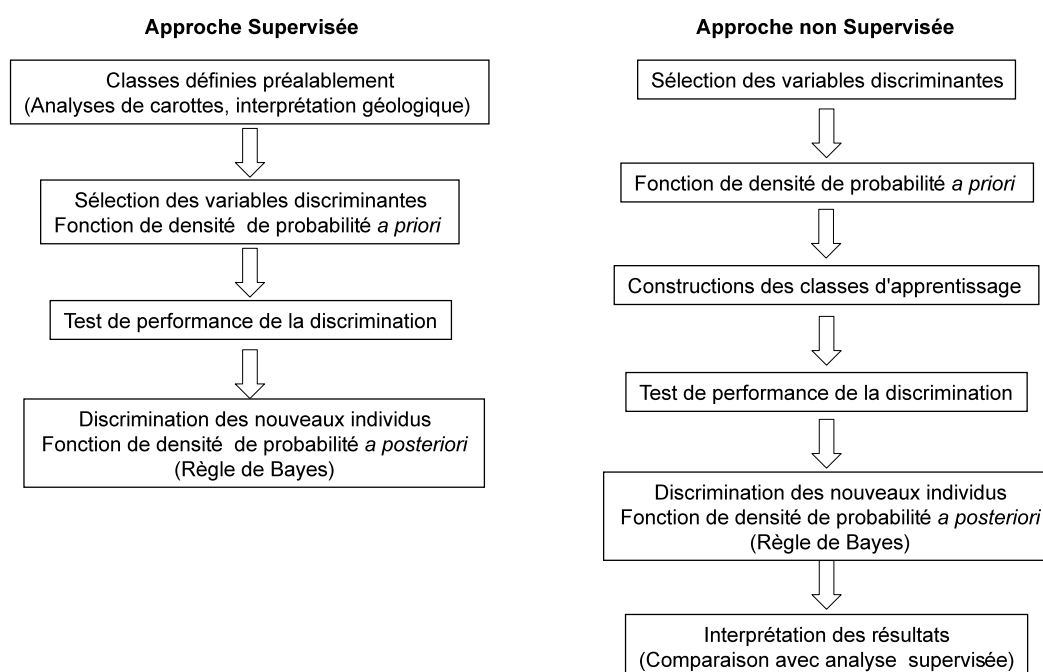 Approche Supervisée
Classes définies préalablement
(Analyses de carottes, interprétation géologique)
Sélection des variables discriminantes
Fonction de densité de probabilité a priori
Test de performance de la discrimination
Discrimination des nouveaux individus
Fonction de densité de probabilité a posteriori
(Règle de Bayes)
Approche non Supervisée
Sélection des variables discriminantes
Fonction de densité de probabilité a priori
Constructions des classes d'apprentissage
Test de performance de la discrimination
Discrimination des nouveaux individus
Fonction de densité de probabilité a posteriori
(Règle de Bayes)
Interprétation des résultats
(Comparaison avec analyse supervisée)